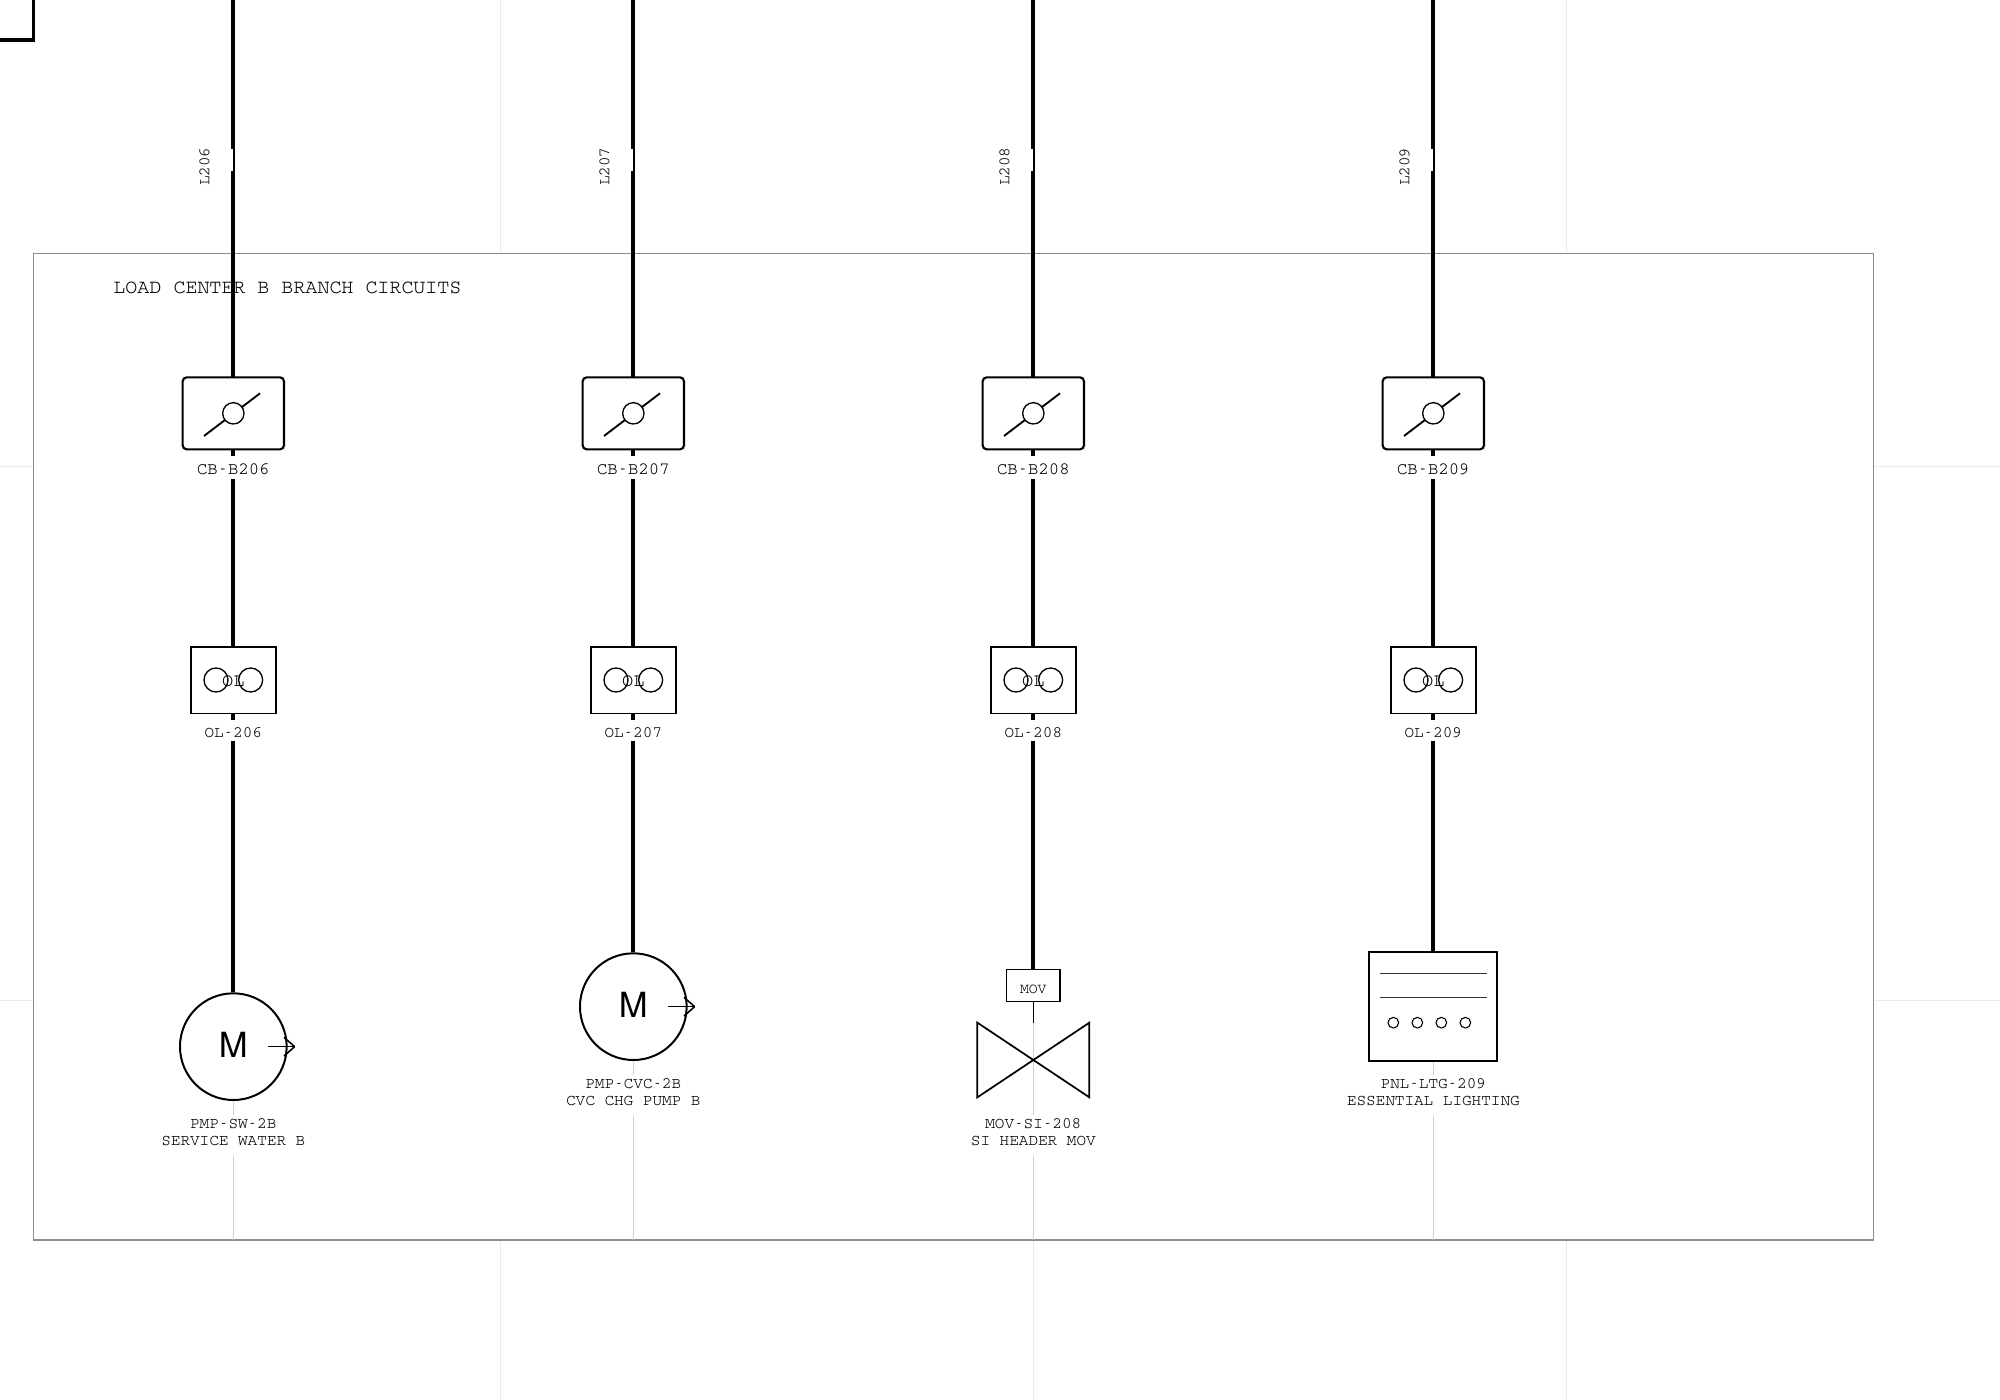 L206
L207
L208
L209
LOAD CENTER B BRANCH CIRCUITS
CB-B206
CB-B207
CB-B208
CB-B209
OL
OL
OL
OL
OL-206
OL-207
OL-208
OL-209
MOV
M
M
PMP-CVC-2B
CVC CHG PUMP B
PNL-LTG-209
ESSENTIAL LIGHTING
PMP-SW-2B
SERVICE WATER B
MOV-SI-208
SI HEADER MOV